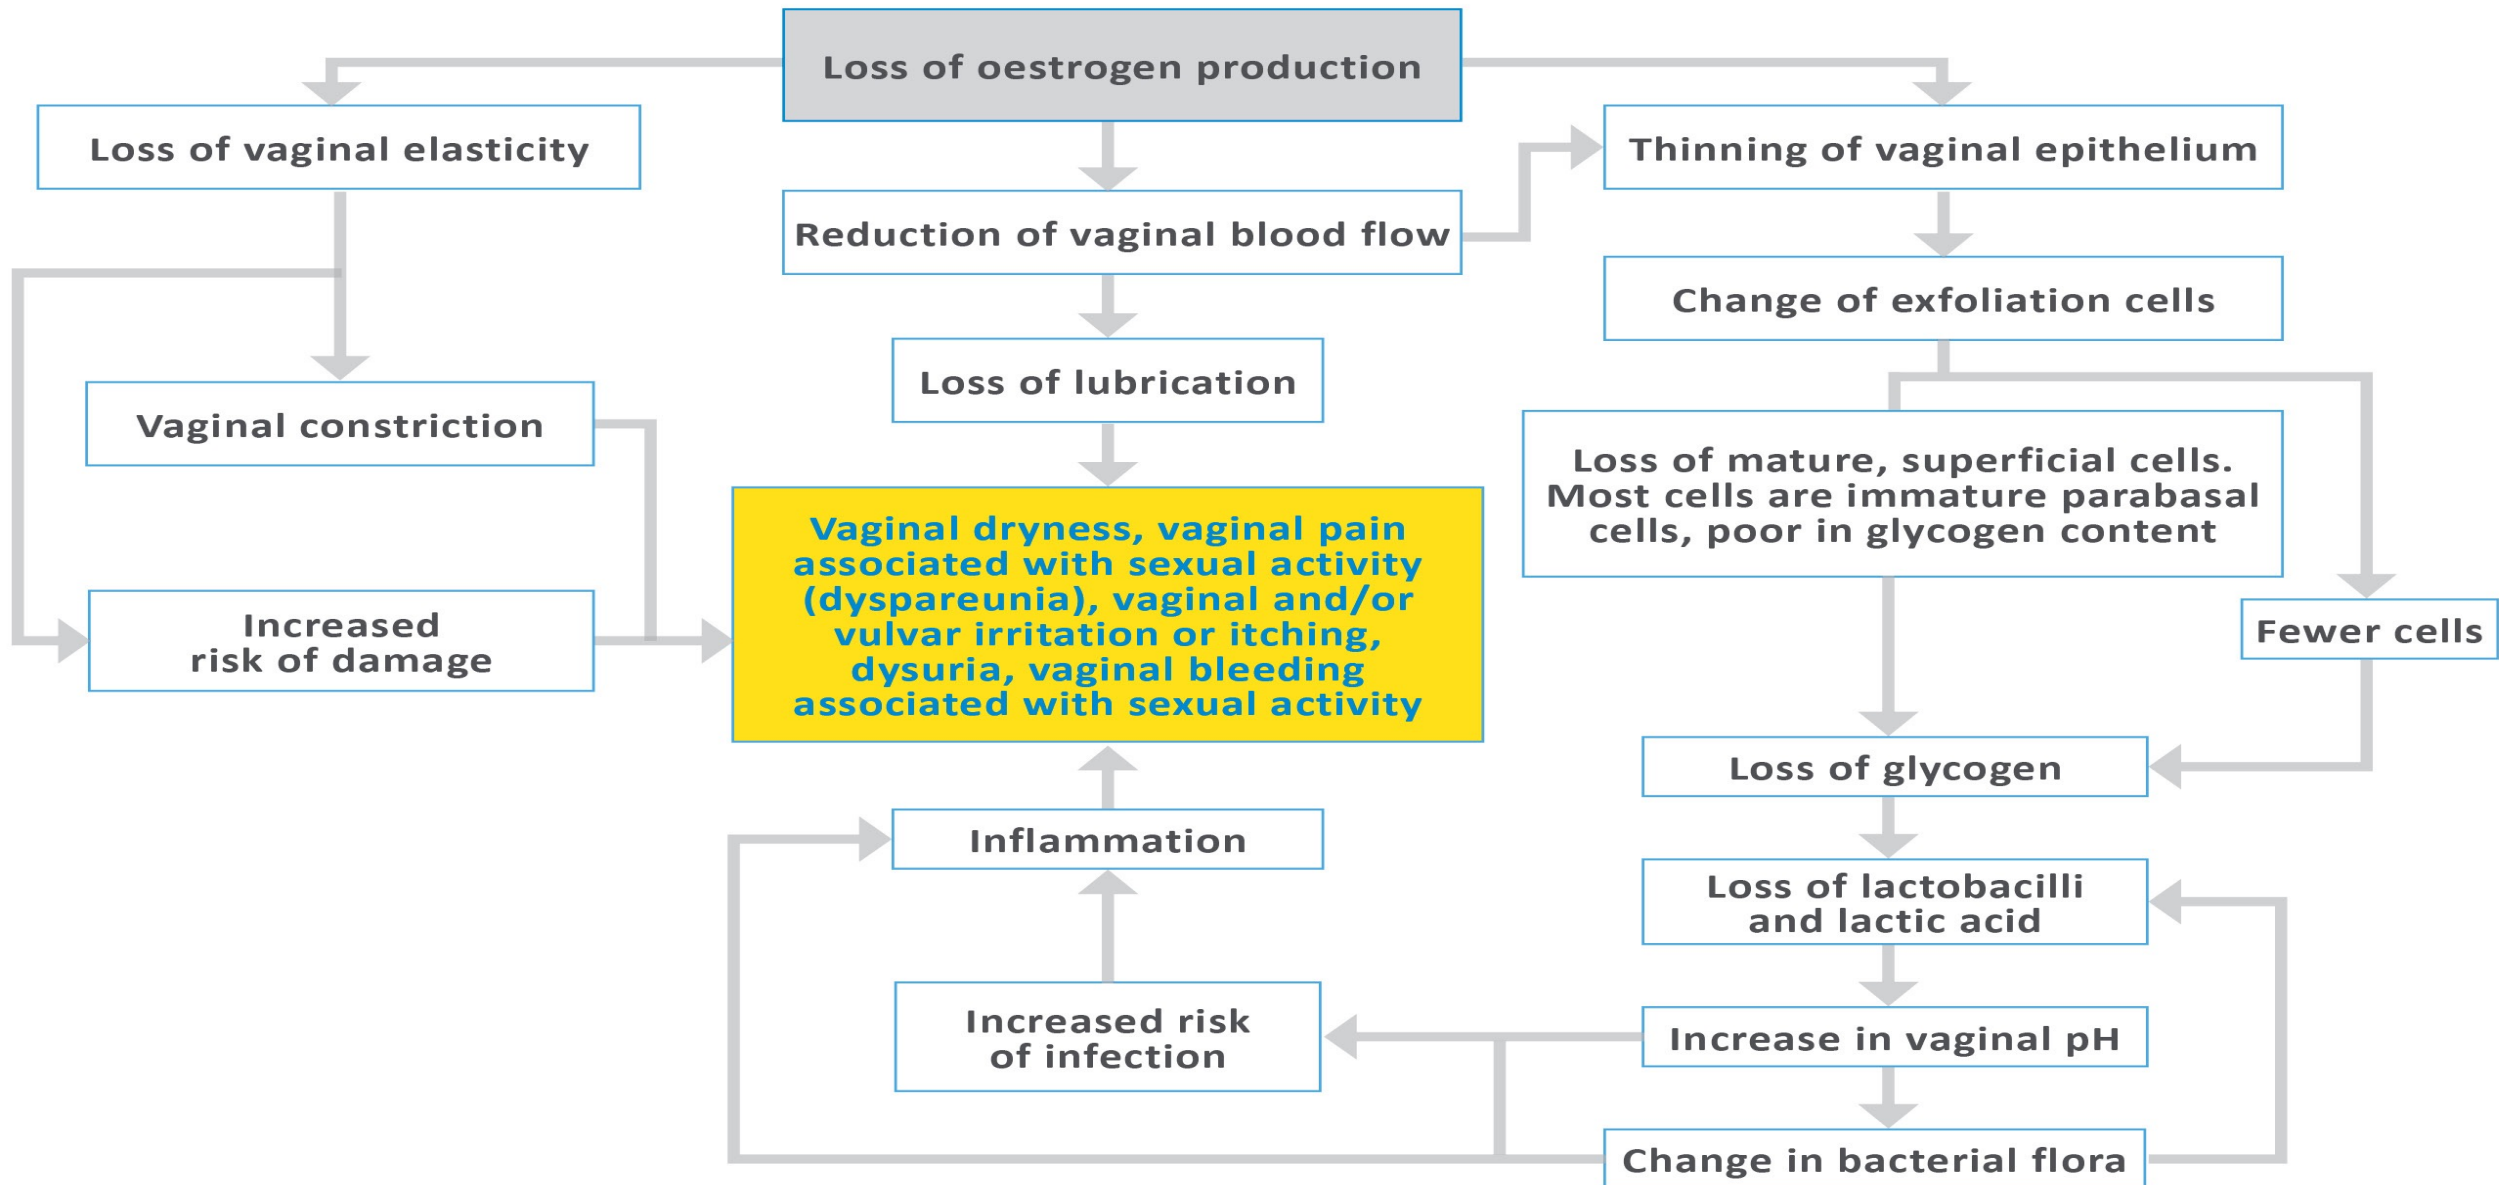 Loss of oestrogen production
Loss of vaginal elasticity
Thinning of vaginal epithelium
Reduction of vaginal blood flow
Change of exfoliation cells
Loss of lubrication
Vaginal constriction
Loss of mature, superficial cells.
Most cells are immature parabasal
cells, poor in glycogen content
Vaginal dryness, vaginal pain
associated with sexual activity
(dyspareunia), vaginal and/or
vulvar irritation or itching,
dysuria, vaginal bleeding
associated with sexual activity
Increased
risk of damage
Fewer cells
Loss of glycogen
Inflammation
Loss of lactobacilli
and lactic acid
Increased risk
of infection
Increase in vaginal pH
Change in bacterial flora